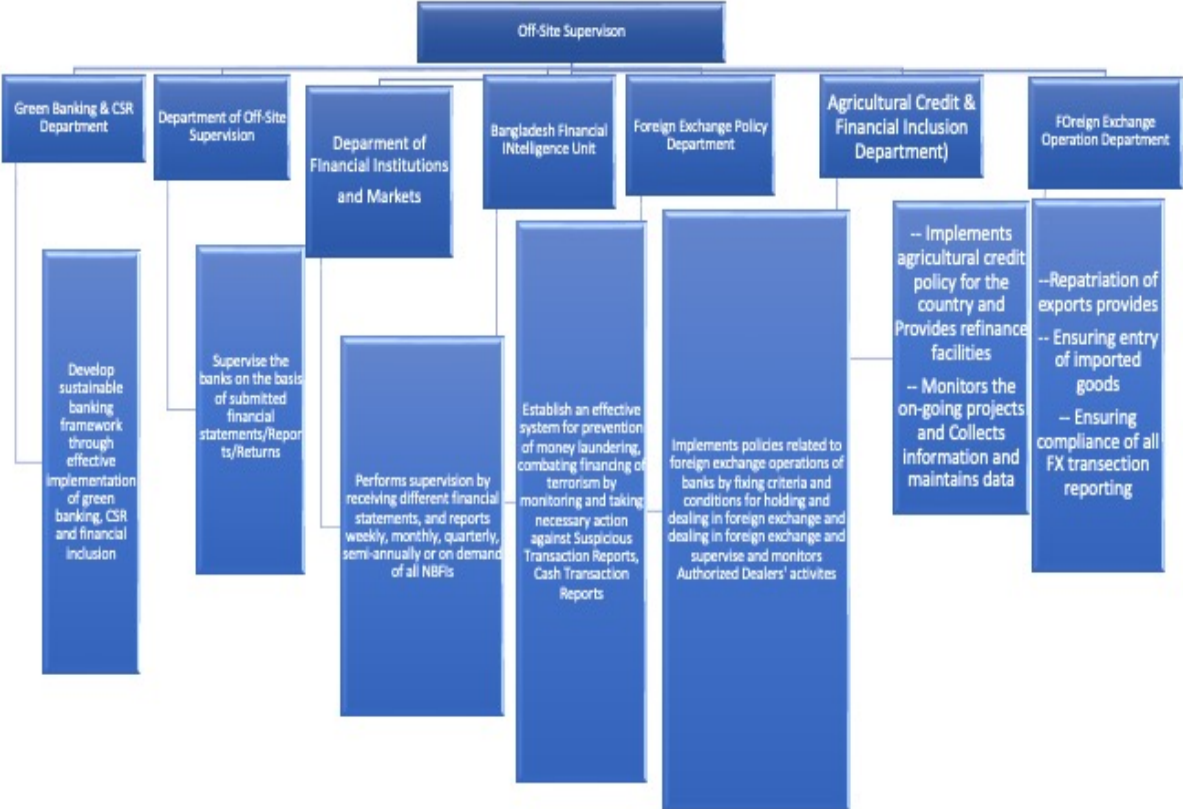 Off-Site Supervison
Green Banking & CSR
Department
Department of Off-Site
Supervision
Department of
FInancial Institutions
and Markets
Bangladesh FInancial
INtelligence Unit
Foreign Exchange Policy
Department
Agricultural Credit &
Financial Inclusion
Department)
FOreign Exchange
Operation Department
Develop
sustainable
banking
framework
through
effective
implementation
of green
banking, CSR
and financial
inclusion
Supervise the
banks on the basis
of submitted
financial
statements/Repor
ts/Returns
Performs supervision by
receiving different financial
statements, and reports
weekly, monthly, quarterly,
semi-annually or on demand
of all NBFIs
Establish an effective
system for prevention
of money laundering,
combating financing of
terrorism by
monitoring and taking
necessary action
against Suspicious
Transaction Reports,
Cash Transaction
Reports
Implements policies related to
foreign exchange operations of
banks by fixing criteria and
conditions for holding and
dealing in foreign exchange and
dealing in foreign exchange and
supervise and monitors
Authorized Dealers' activites
-- Implements
agricultural credit
policy for the
country and
Provides refinance
facilities
-- Monitors the
on-going projects
and Collects
information and
maintains data
--Repatriation of
exports provides
-- Ensuring entry
of imported
goods
-- Ensuring
compliance of all
FX transection
reporting